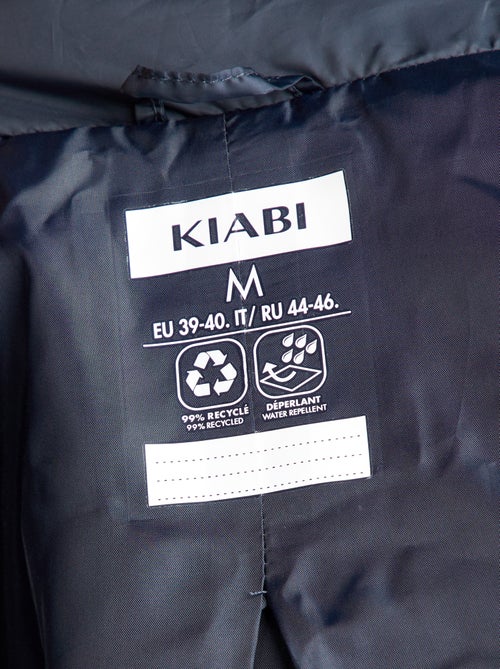 KIABI
M
EU 39-40. IT/ RU 44-46.
99% RECYCLÉ
99% RECYCLED
DÉPERLANT
WATER REPELLENT